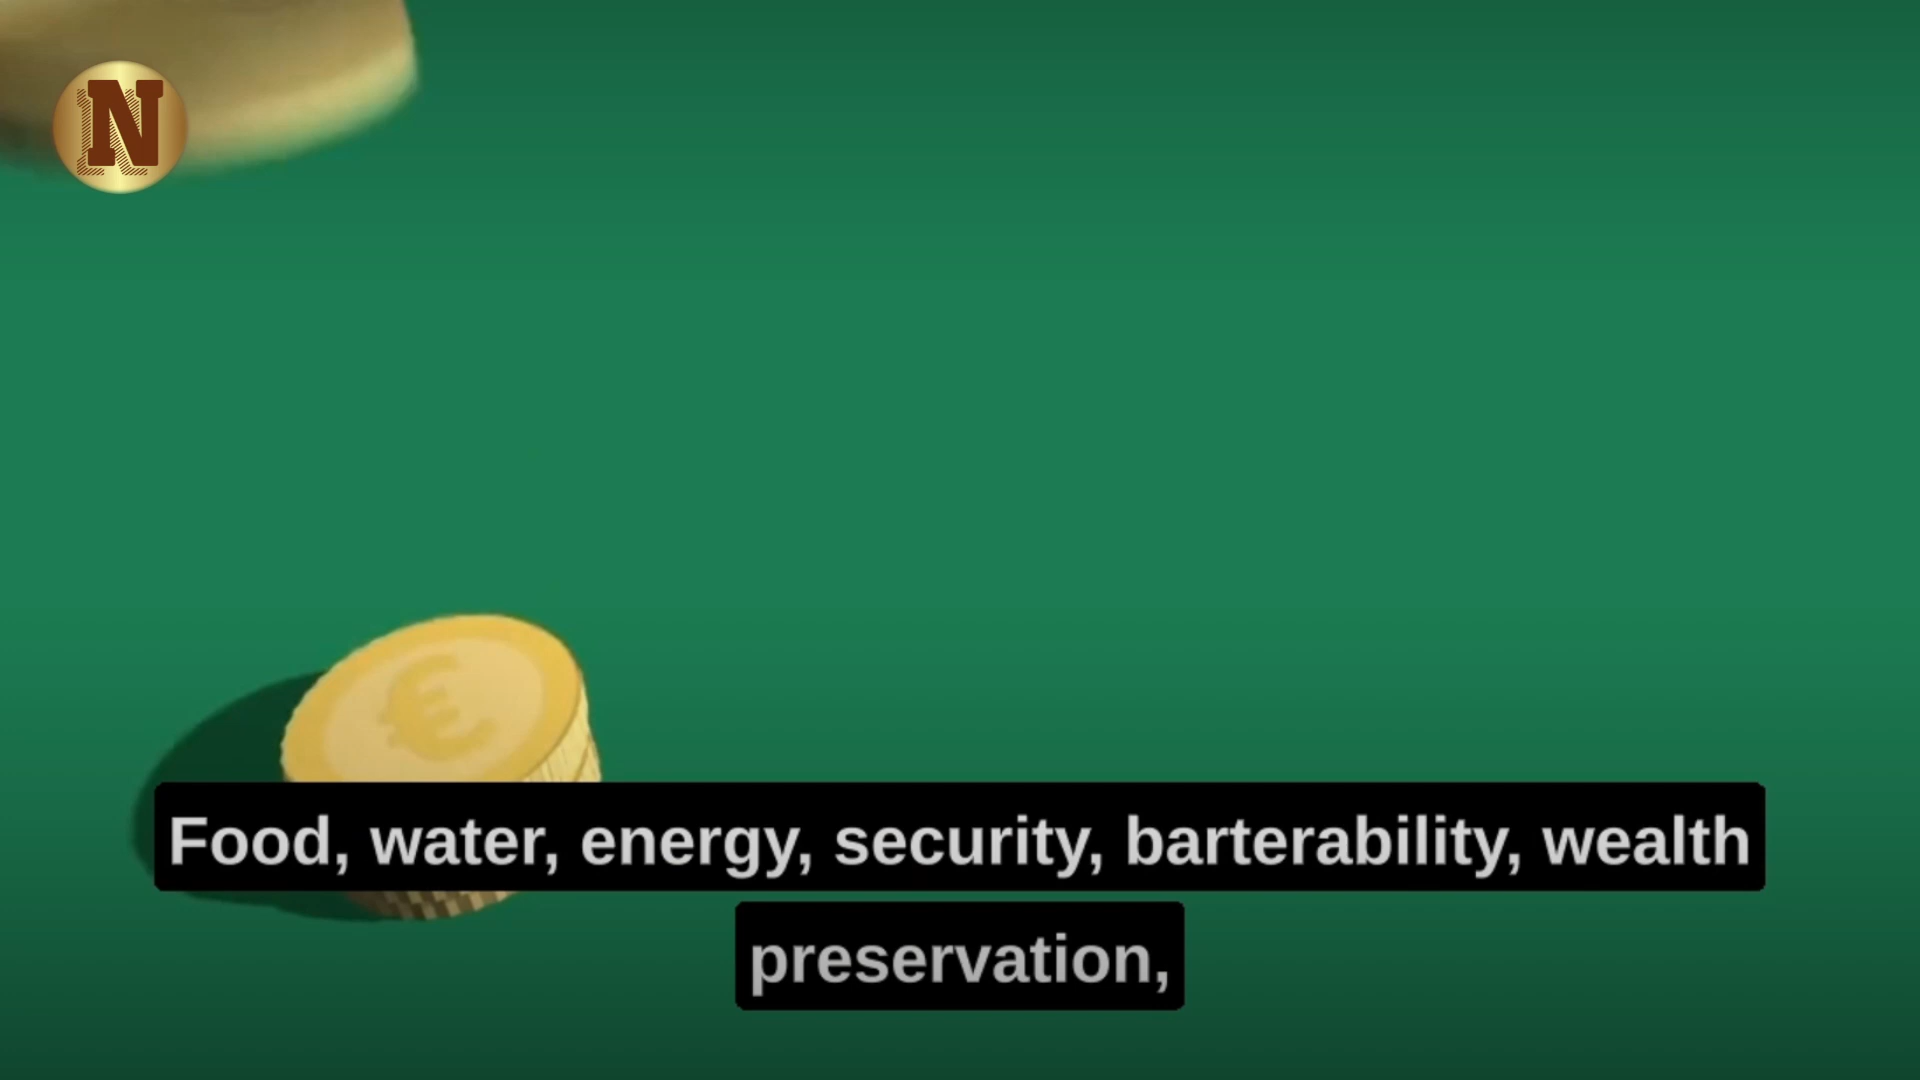 N
€
Food, water, energy, security, barterability, wealth
preservation,